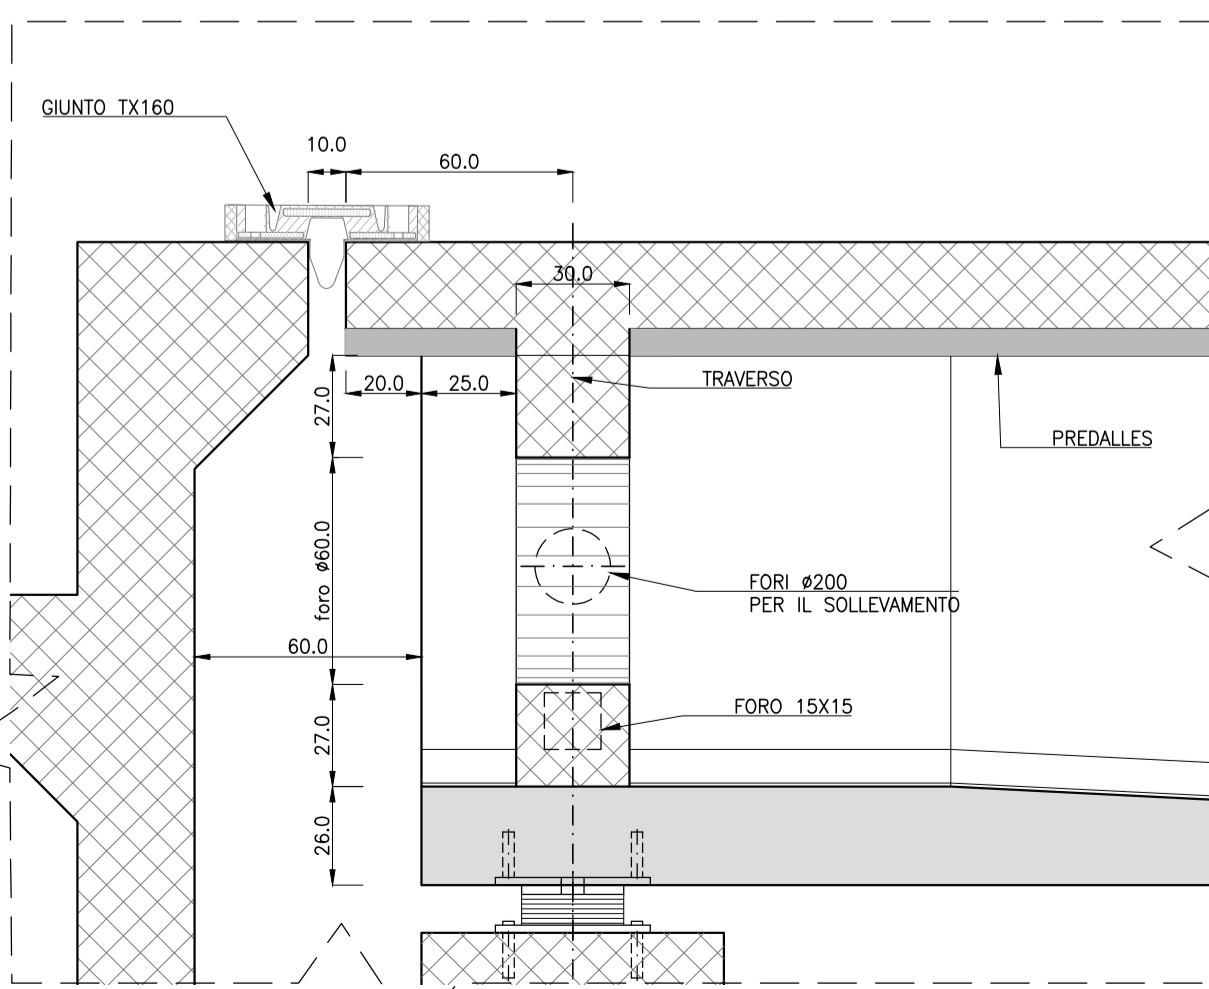 GIUNTO TX160
10.0
60.0
30.0
27.0
20.0
25.0
TRAVERSO
PREDALLES
foro ø60.0
FORI ø200
PER IL SOLLEVAMENTO
60.0
27.0
FORO 15X15
26.0